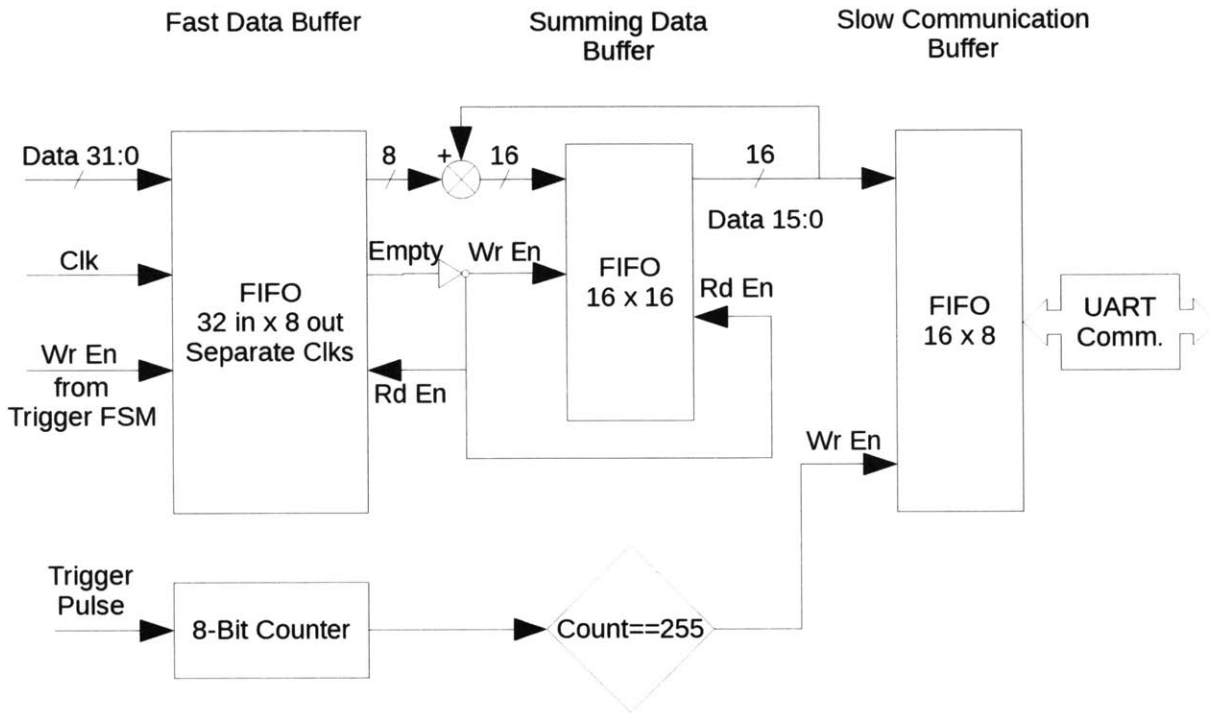 Fast Data Buffer
Summing Data
Buffer
Slow Communication
Buffer
Data 31:0
8
+
16
16
Data 15:0
Clk
Empty
Wr En
FIFO
32 in x 8 out
Separate Clks
FIFO
16 x 16
Rd En
FIFO
16 x 8
UART
Comm.
Wr En
from
Trigger FSM
Rd En
Wr En
Trigger
Pulse
8-Bit Counter
Count==255